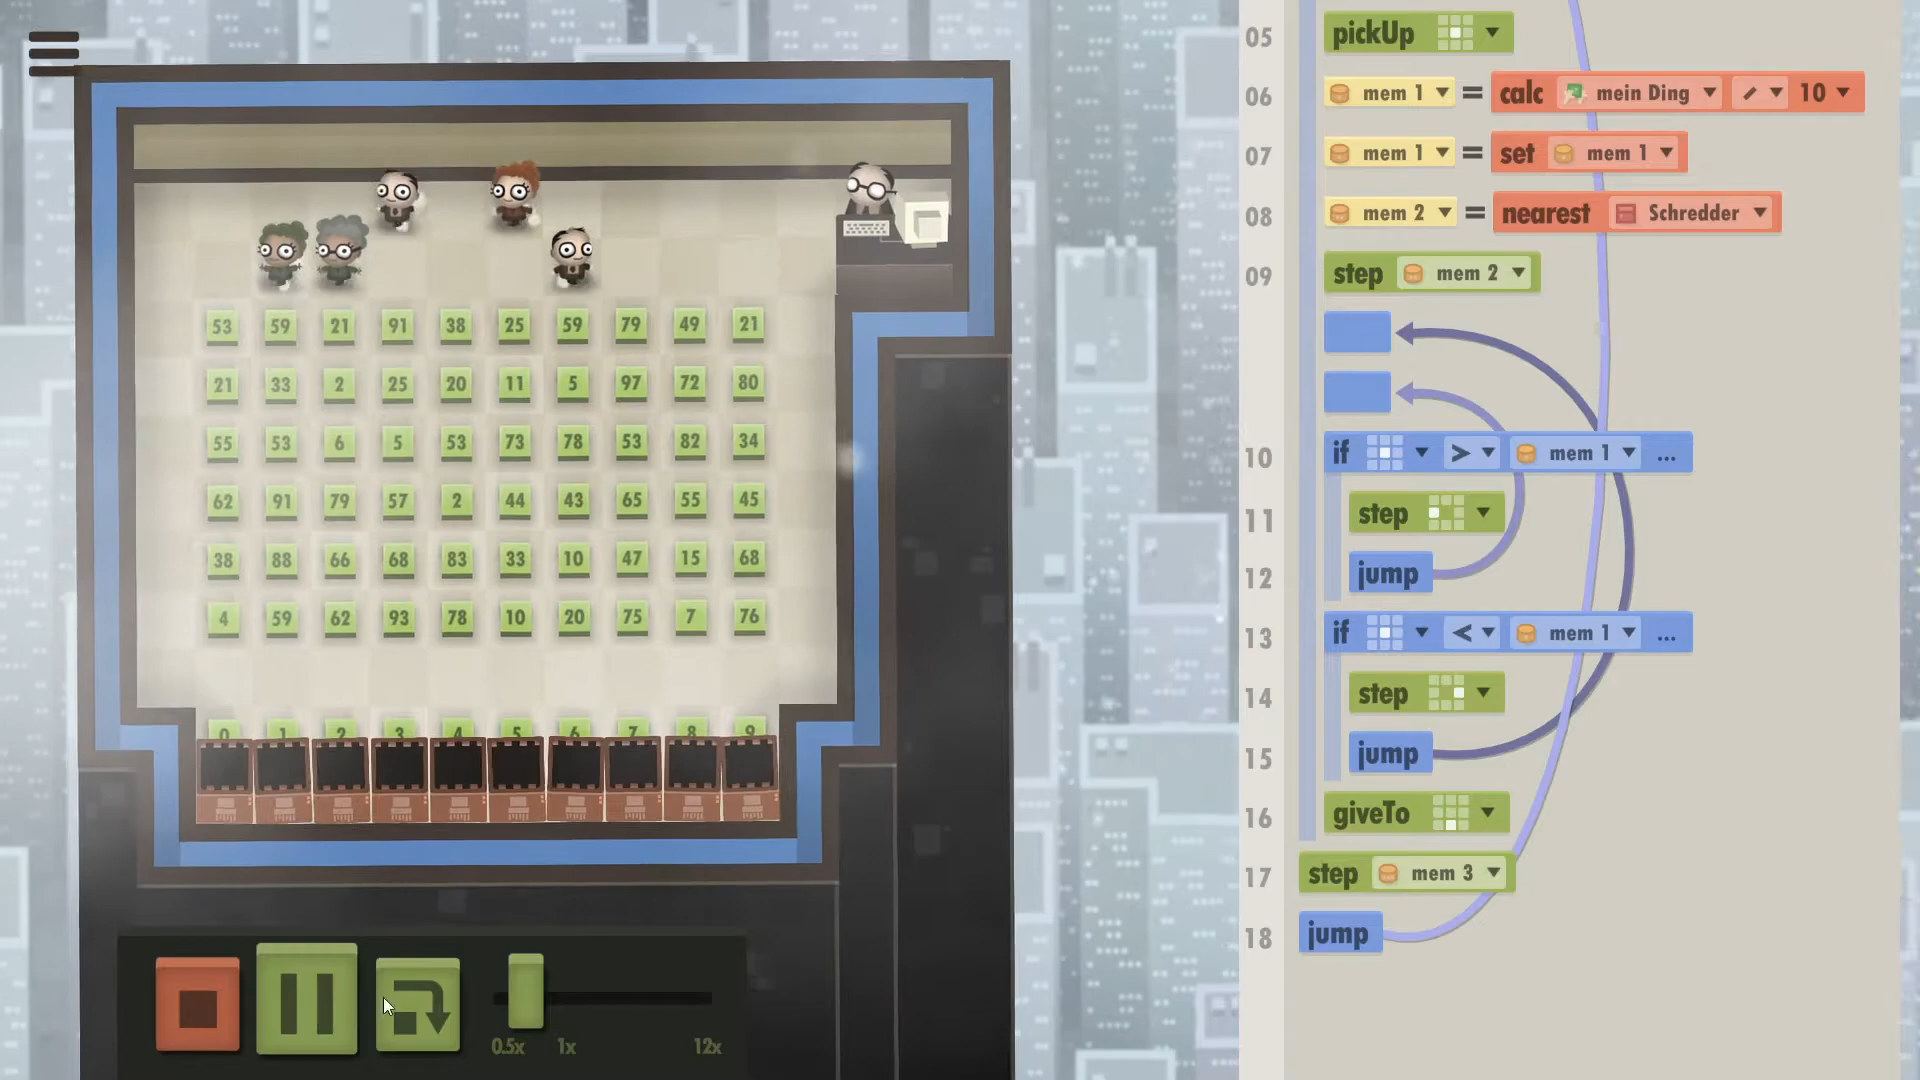 53 59 21 91 38 25 59 79 49 21
21 33 2 25 20 11 5 97 72 80
55 53 6 5 53 73 78 53 82 34
62 91 79 57 2 44 43 65 55 45
38 88 66 68 83 33 10 47 15 68
4 59 62 93 78 10 20 75 7 76
0 1 2 3 4 5 6 7 8 9
0.5x 1x 12x
05 pickUp
06 mem 1 = calc mein Ding / 10
07 mem 1 = set mem 1
08 mem 2 = nearest Schredder
09 step mem 2
10 if > mem 1 ...
11 step
12 jump
13 if < mem 1 ...
14 step
15 jump
16 giveTo
17 step mem 3
18 jump